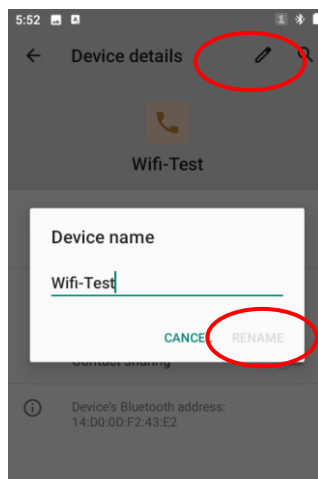 5:52
Device details
Wifi-Test
Device name
Wifi-Test
CANCEL RENAME
Contact sharing
Device's Bluetooth address:
14:D0:0D:F2:43:E2